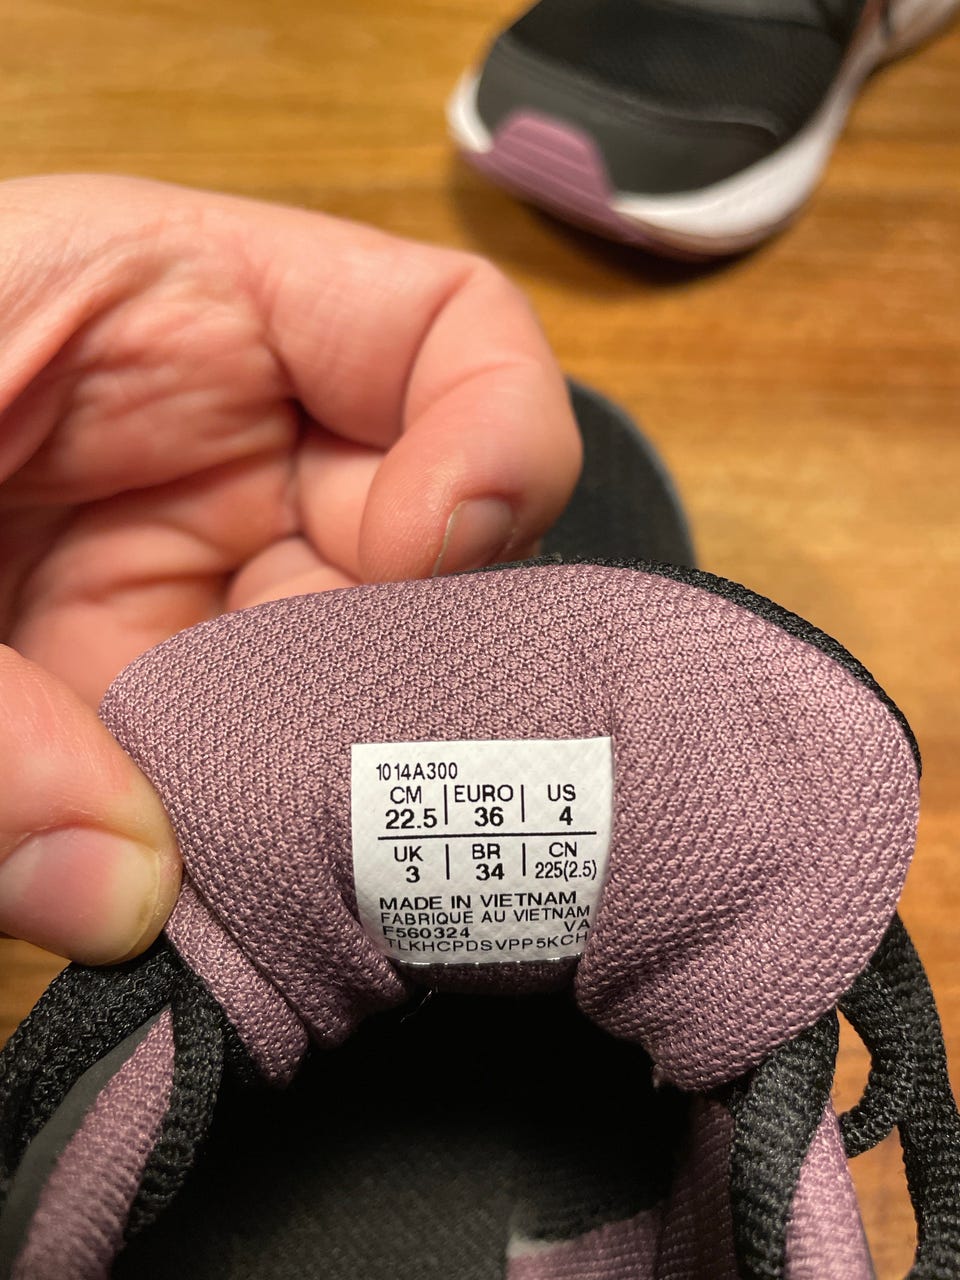 1014A300
CM | EURO | US
22.5 | 36 | 4
UK | BR | CN
3 | 34 | 225(2.5)
MADE IN VIETNAM
FABRIQUE AU VIETNAM
F560324 VA
TLKHCPDSVPP5KCH